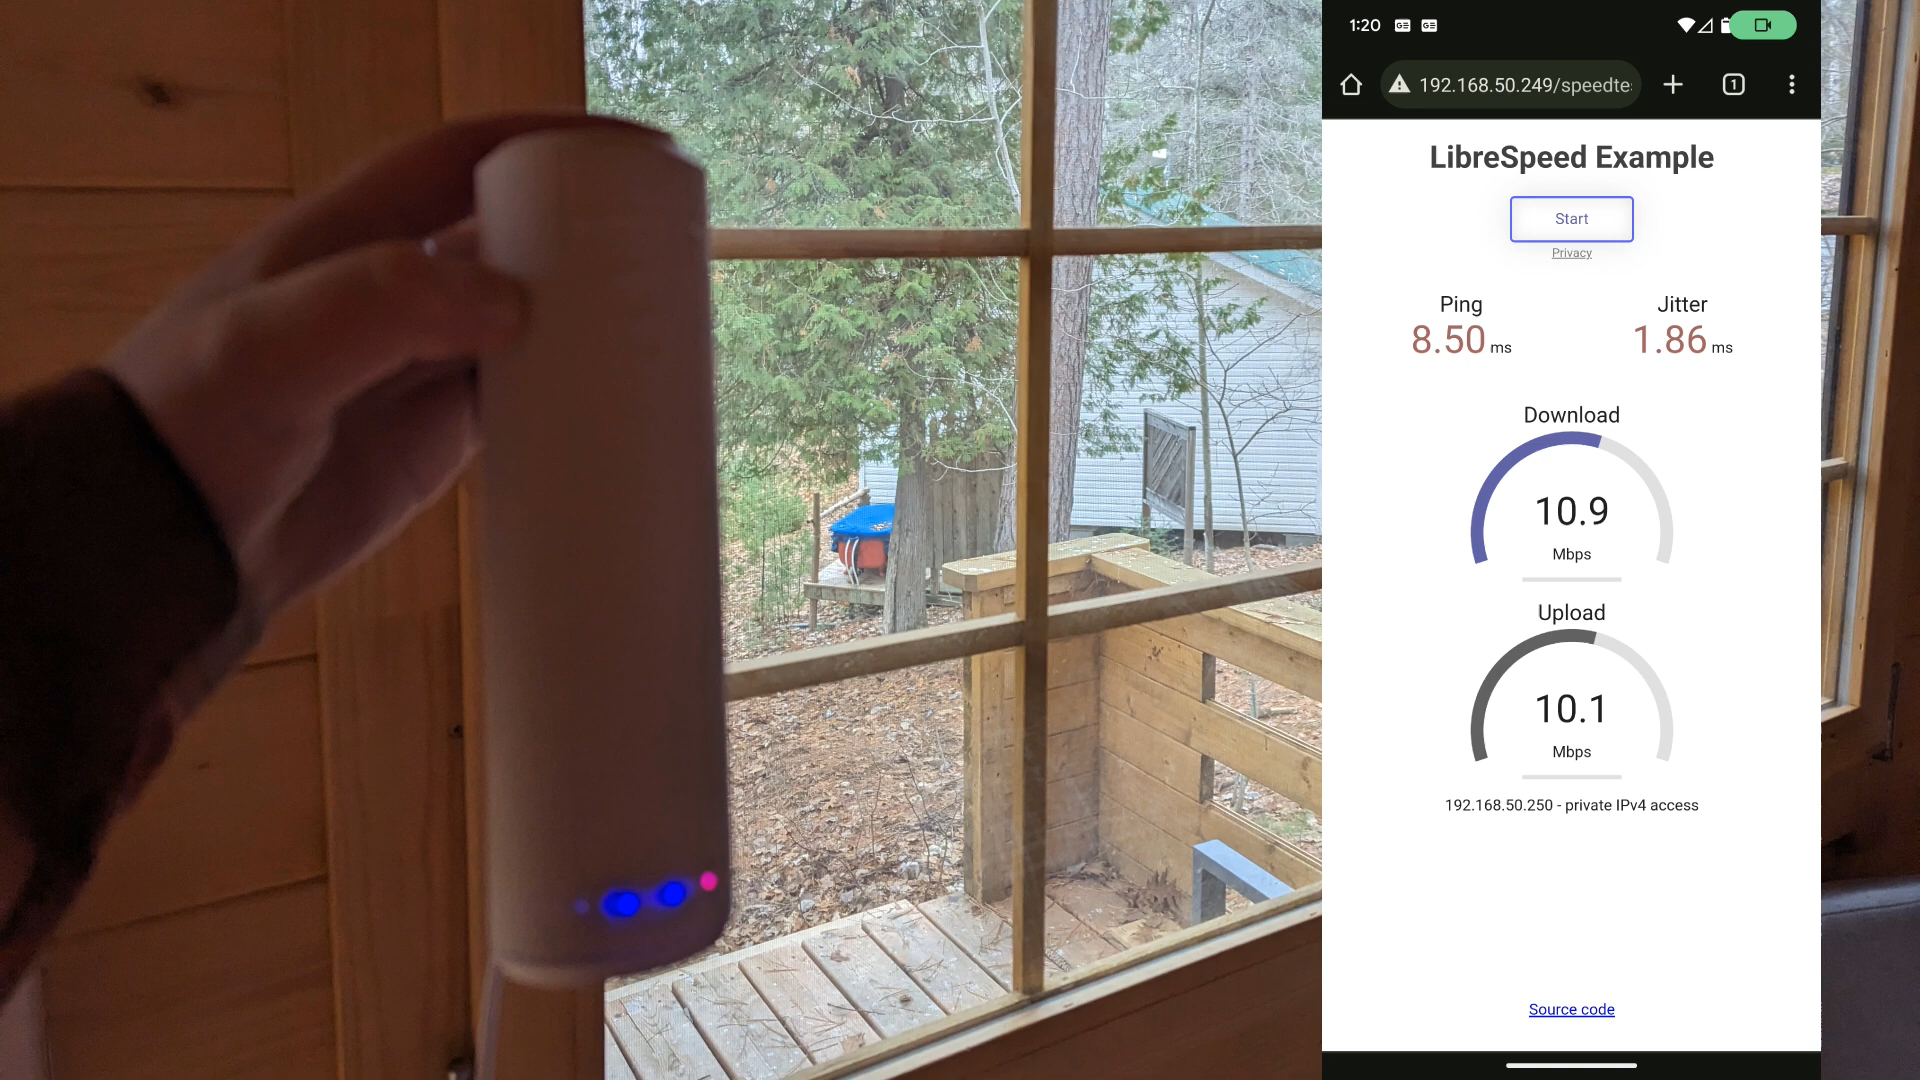 1:20
192.168.50.249/speedte
1
LibreSpeed Example
Start
Privacy
Ping
Jitter
8.50 ms
1.86 ms
Download
10.9
Mbps
Upload
10.1
Mbps
192.168.50.250 - private IPv4 access
Source code